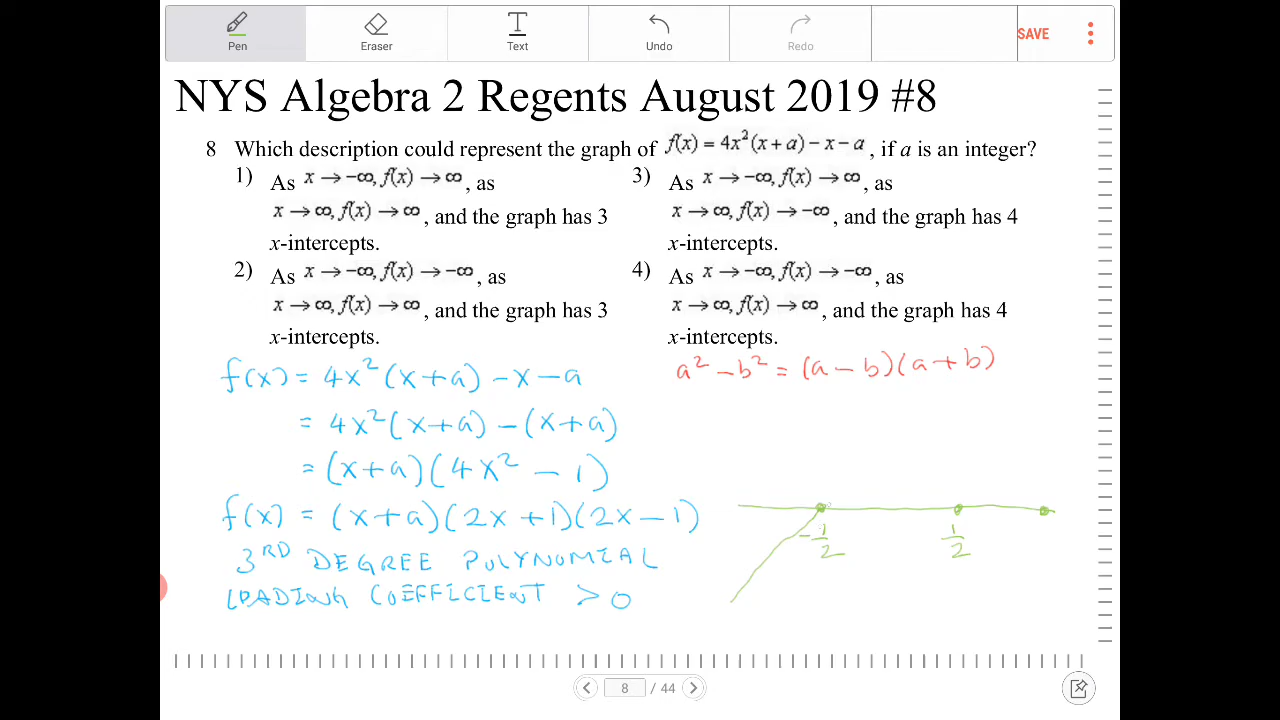 Pen
Eraser
Text
Undo
Redo
SAVE
NYS Algebra 2 Regents August 2019 #8
8 Which description could represent the graph of f(x) = 4x²(x + a) − x − a , if a is an integer?
1) As x → −∞, f(x) → ∞ , as
x → ∞, f(x) → ∞ , and the graph has 3
x-intercepts.
2) As x → −∞, f(x) → −∞ , as
x → ∞, f(x) → ∞ , and the graph has 3
x-intercepts.
3) As x → −∞, f(x) → ∞ , as
x → ∞, f(x) → −∞ , and the graph has 4
x-intercepts.
4) As x → −∞, f(x) → −∞ , as
x → ∞, f(x) → ∞ , and the graph has 4
x-intercepts.
f(x) = 4x²(x+a) −x −a
= 4x²(x+a) −(x+a)
= (x+a)(4x² − 1)
f(x) = (x+a)(2x+1)(2x−1)
3RD DEGREE POLYNOMIAL
LEADING COEFFICIENT > 0
a² − b² = (a − b)(a + b)
−1/2
1/2
8 / 44